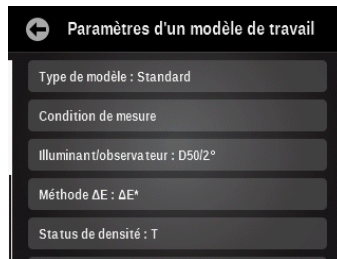 Paramètres d'un modèle de travail
Type de modèle : Standard
Condition de mesure
Illuminant/observateur : D50/2°
Méthode ΔE : ΔE*
Status de densité : T